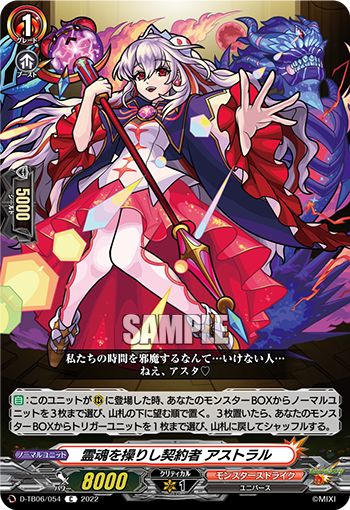 グレード
1
ブースト
シールド
5000
SAMPLE
私たちの時間を邪魔するなんて…いけない人…
ねえ、アスタ♡
自:このユニットがRに登場した時、あなたのモンスターBOXからノーマルユ
ニットを3枚まで選び、山札の下に望む順で置く。3枚置いたら、あなたのモンス
ターBOXからトリガーユニットを1枚まで選び、山札に戻してシャッフルする。
ノーマルユニット
霊魂を操りし契約者 アストラル
D-TB06/054 C 2022
パワー
8000
クリティカル
1
モンスターストライク
ユニバース
©MIXI